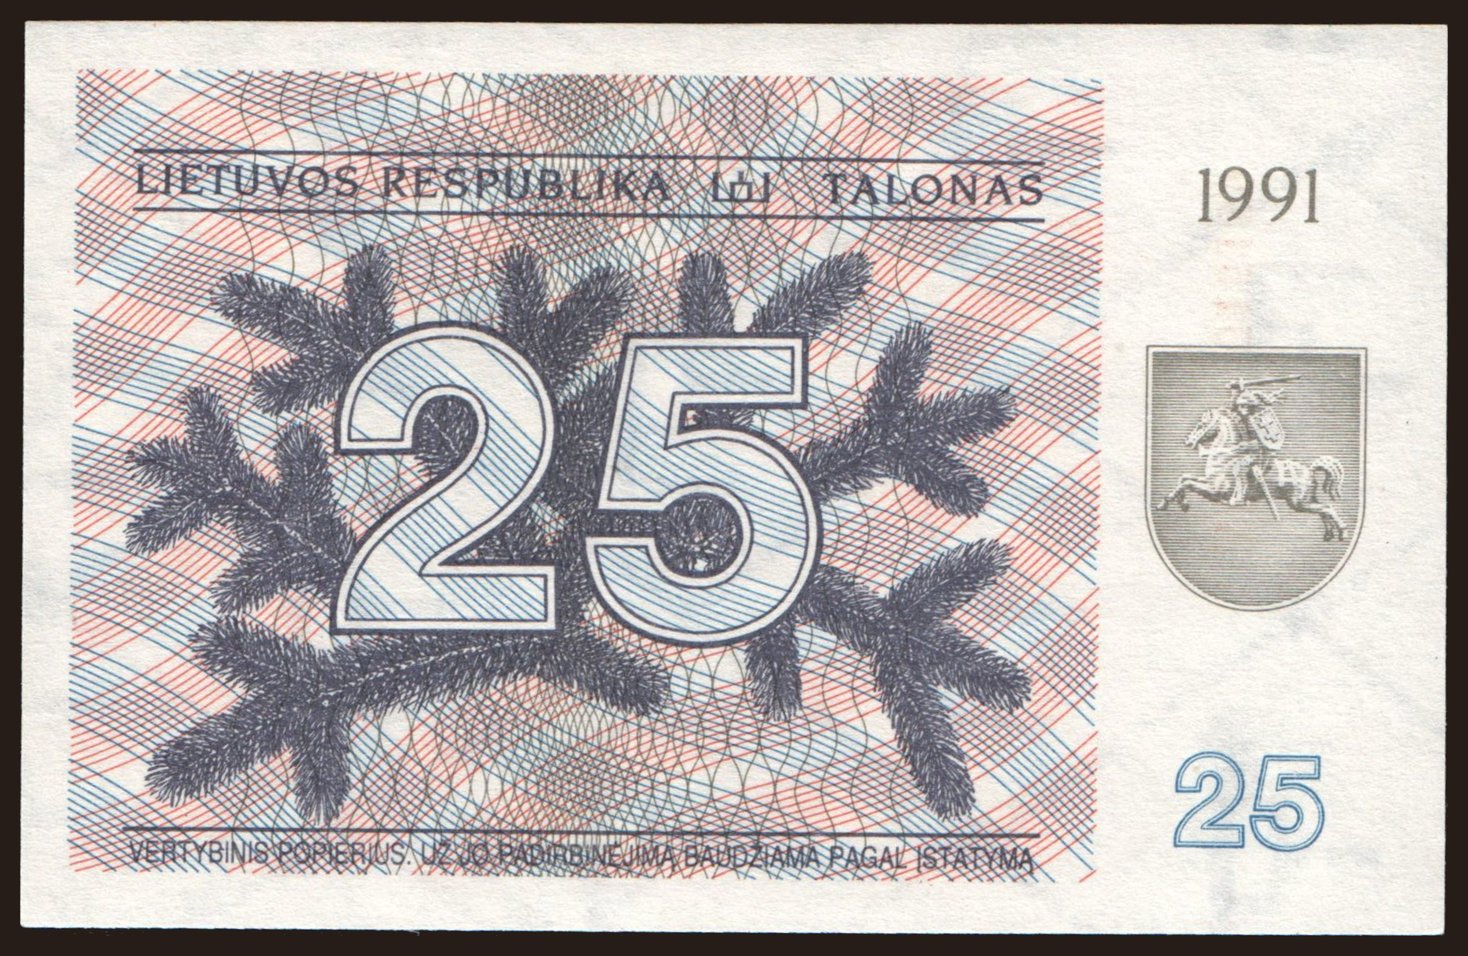 LIETUVOS RESPUBLIKA TALONAS
1991
25
25
VERTYBINIS POPIERIUS. UŽ JO PADIRBINĖJIMĄ BAUDŽIAMA PAGAL ĮSTATYMĄ